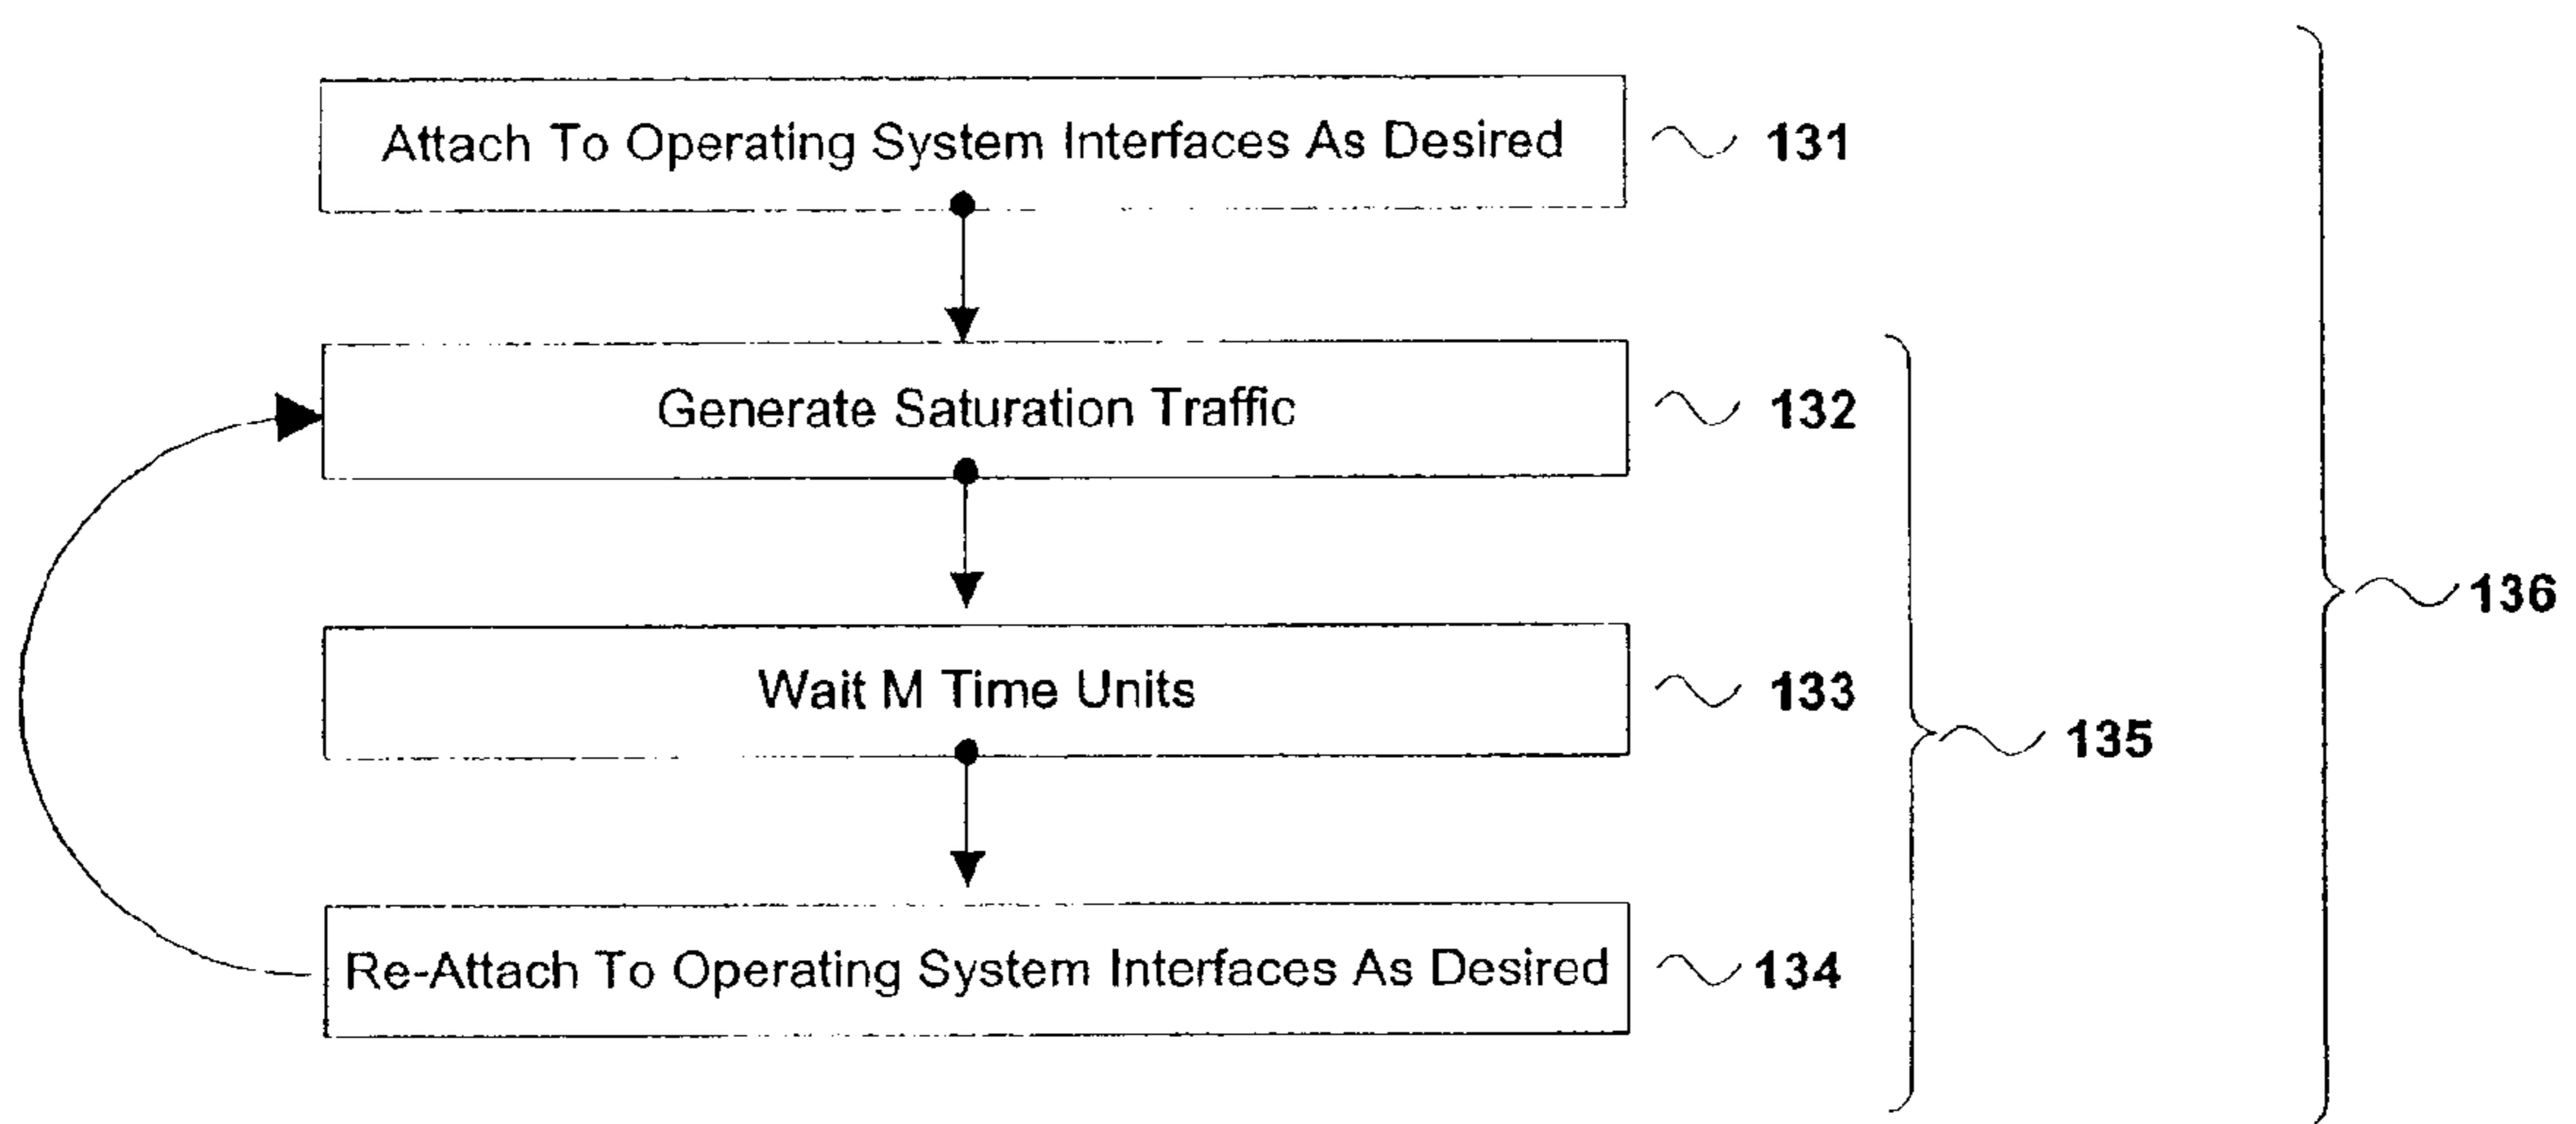 Attach To Operating System Interfaces As Desired 131
Generate Saturation Traffic 132
136
Wait M Time Units 133
135
Re-Attach To Operating System Interfaces As Desired 134